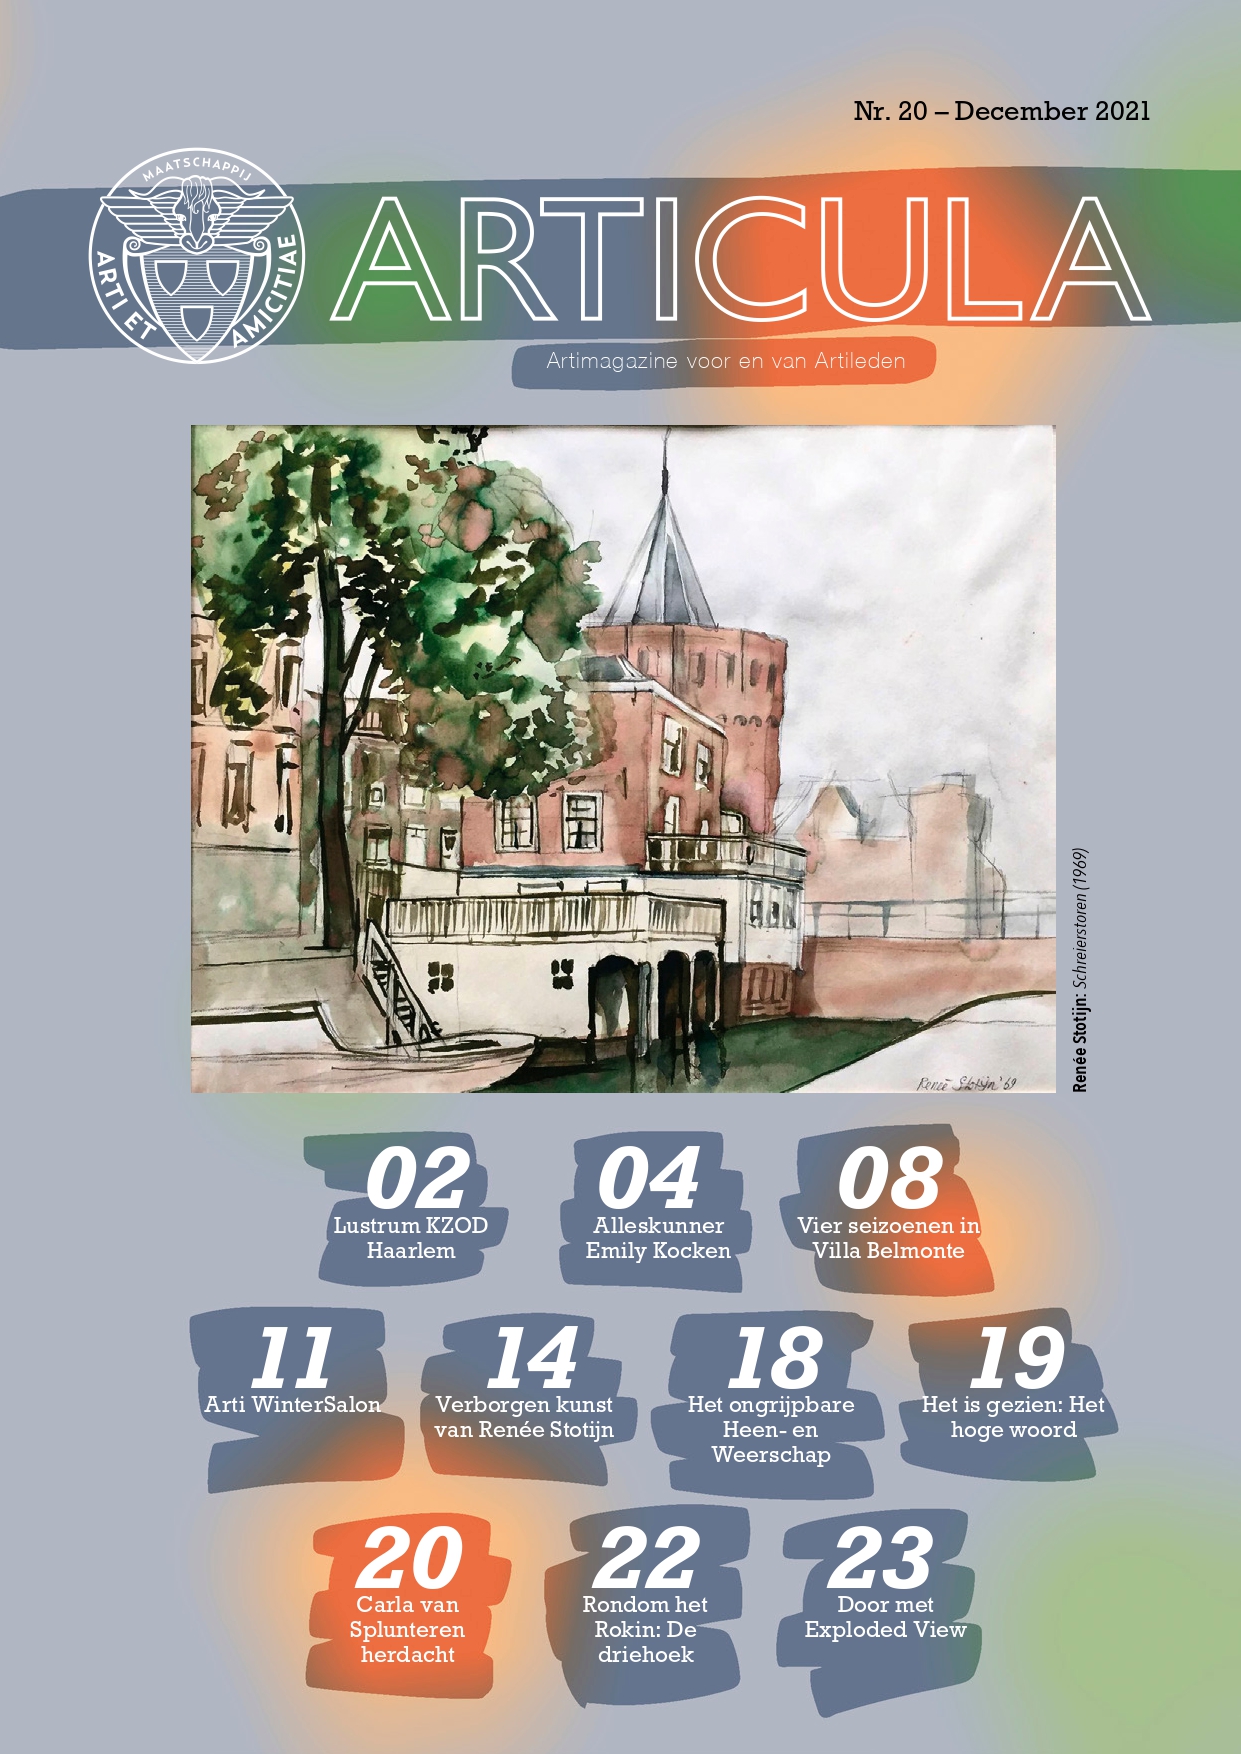 Nr. 20 – December 2021
MAATSCHAPPIJ
ARTI ET
AMICITIAE
ARTICULA
Artimagazine voor en van Artileden
Renée Stotijn: Schreierstoren (1969)
Renée Stotijn '69
02
Lustrum KZOD
Haarlem
04
Alleskunner
Emily Kocken
08
Vier seizoenen in
Villa Belmonte
11
Arti WinterSalon
14
Verborgen kunst
van Renée Stotijn
18
Het ongrijpbare
Heen- en
Weerschap
19
Het is gezien: Het
hoge woord
20
Carla van
Splunteren
herdacht
22
Rondom het
Rokin: De
driehoek
23
Door met
Exploded View